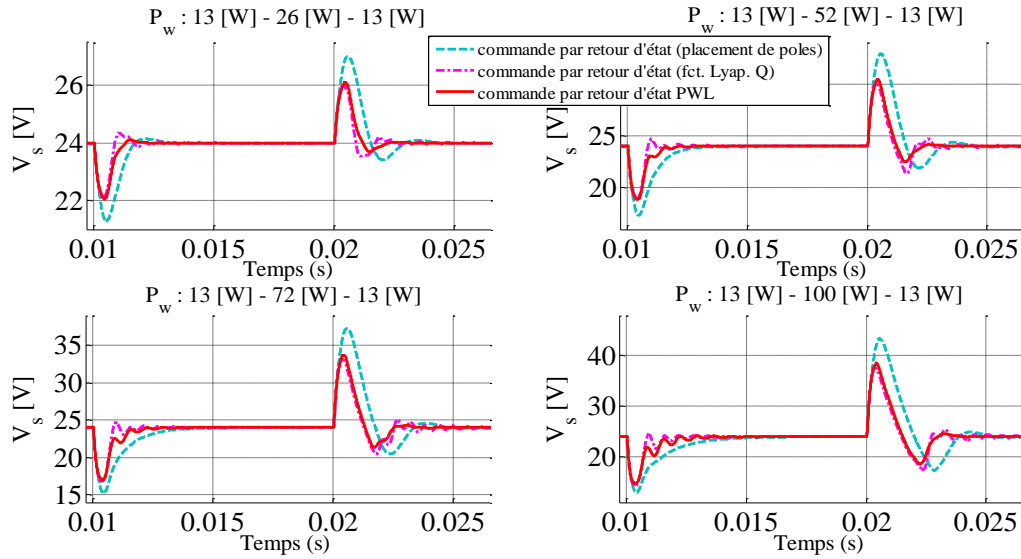 P_w : 13 [W] - 26 [W] - 13 [W]
P_w : 13 [W] - 52 [W] - 13 [W]
commande par retour d'état (placement de poles)
commande par retour d'état (fct. Lyap. Q)
commande par retour d'état PWL
V_s [V]
26
24
22
0.01
0.015
0.02
0.025
Temps (s)
V_s [V]
24
20
0.01
0.015
0.02
0.025
Temps (s)
P_w : 13 [W] - 72 [W] - 13 [W]
P_w : 13 [W] - 100 [W] - 13 [W]
V_s [V]
35
30
25
20
15
0.01
0.015
0.02
0.025
Temps (s)
V_s [V]
40
30
20
0.01
0.015
0.02
0.025
Temps (s)